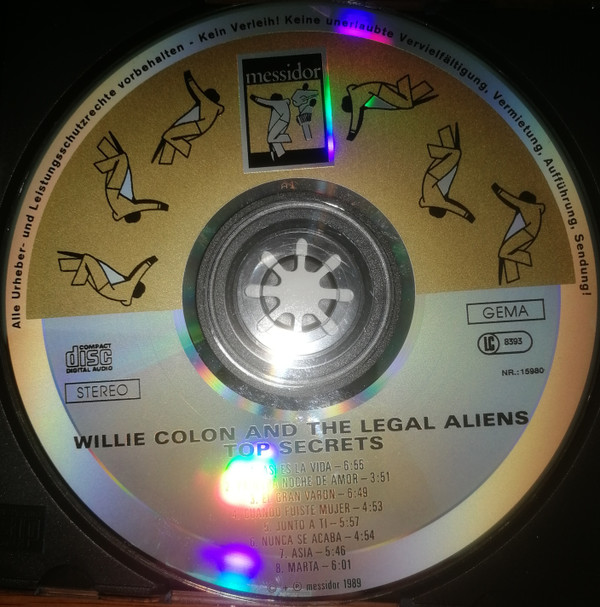 Alle Urheber- und Leistungsschutzrechte vorbehalten - Kein Verleih! Keine unerlaubte Vervielfältigung, Vermietung, Aufführung, Sendung!
messidor
A1
COMPACT
disc
DIGITAL AUDIO
STEREO
GEMA
LC 8393
NR.:15980
WILLIE COLON AND THE LEGAL ALIENS
TOP SECRETS
ES LA VIDA – 6:55
NOCHE DE AMOR – 3:51
GRAN VARON – 6:49
FUISTE MUJER – 4:53
5. JUNTO A TI – 5:57
6. NUNCA SE ACABA – 4:54
7. ASIA – 5:46
8. MARTA – 6:01
℗ messidor 1989